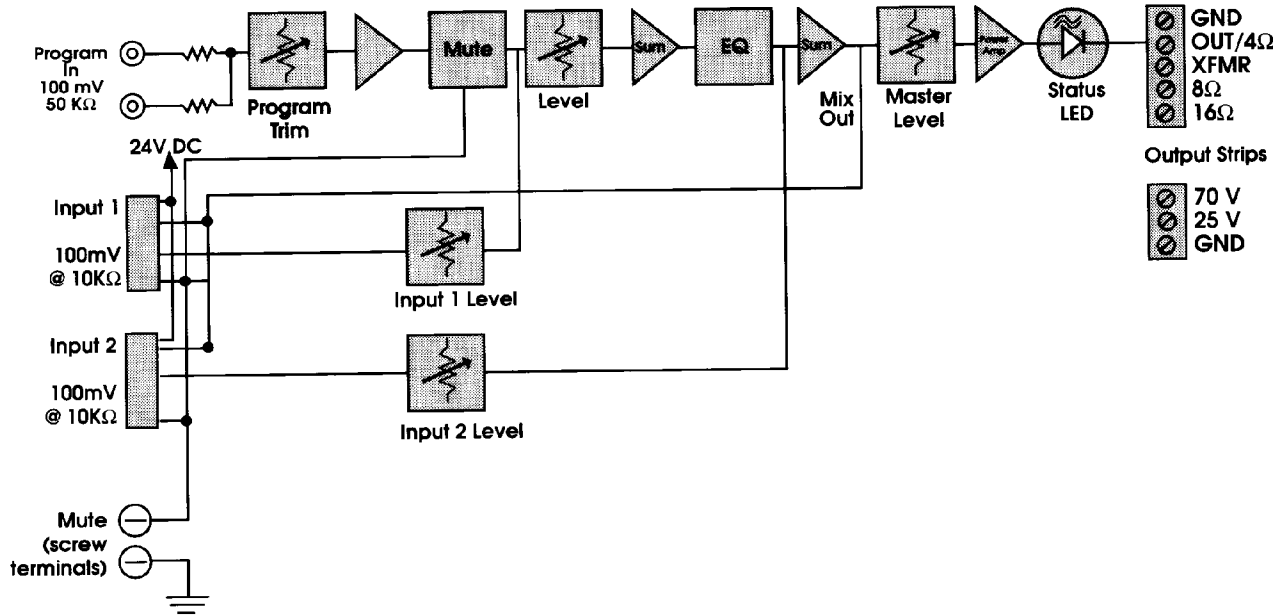 Program
In
100 mV
50 KΩ
Program
Trim
Mute
Level
Sum
EQ
Sum
Mix
Out
Master
Level
Power
Amp
Status
LED
GND
OUT/4Ω
XFMR
8Ω
16Ω
Output Strips
70 V
25 V
GND
24V DC
Input 1
100mV
@ 10KΩ
Input 1 Level
Input 2
100mV
@ 10KΩ
Input 2 Level
Mute
(screw
terminals)